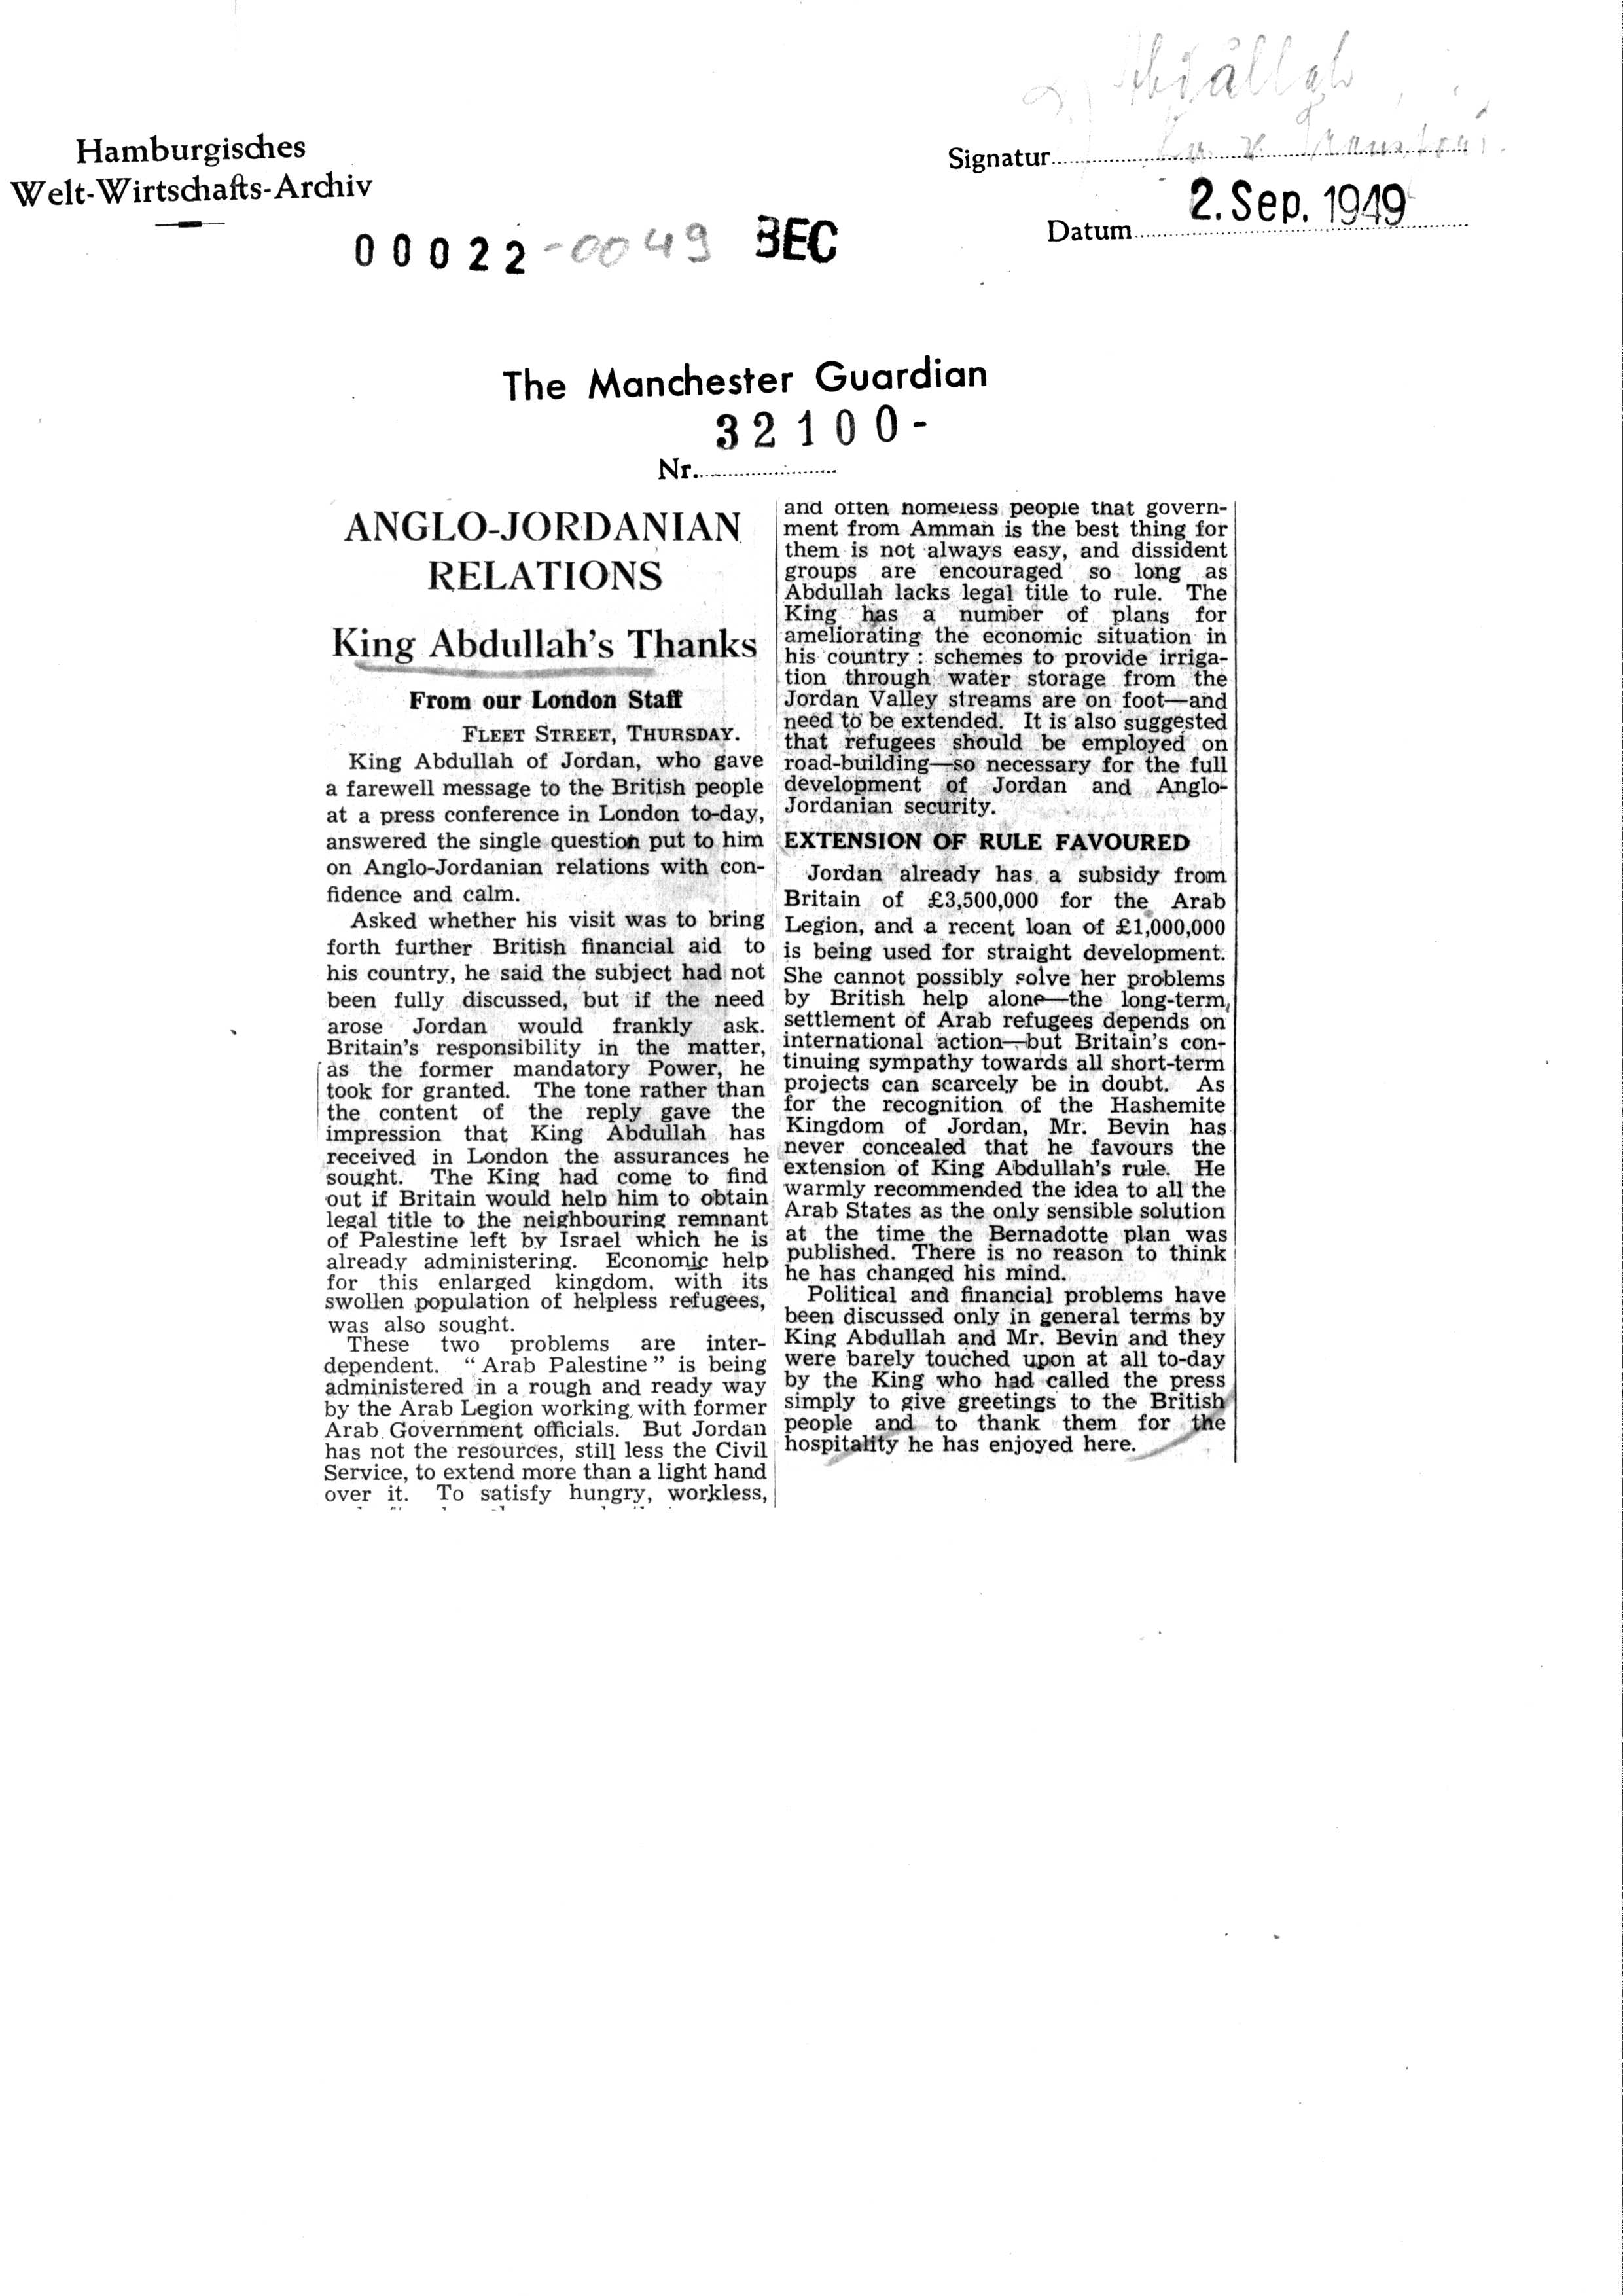 Abdållah
Hamburgisches
Welt-Wirtschafts-Archiv
Signatur
2. Sep. 1949
Datum
00022-0049 BEC
The Manchester Guardian
32100-
Nr.
ANGLO-JORDANIAN
RELATIONS
King Abdullah's Thanks
From our London Staff
FLEET STREET, THURSDAY.
King Abdullah of Jordan, who gave
a farewell message to the British people
at a press conference in London to-day,
answered the single question put to him
on Anglo-Jordanian relations with con-
fidence and calm.
Asked whether his visit was to bring
forth further British financial aid to
his country, he said the subject had not
been fully discussed, but if the need
arose Jordan would frankly ask.
Britain's responsibility in the matter,
as the former mandatory Power, he
took for granted. The tone rather than
the content of the reply gave the
impression that King Abdullah has
received in London the assurances he
sought. The King had come to find
out if Britain would help him to obtain
legal title to the neighbouring remnant
of Palestine left by Israel which he is
already administering. Economic help
for this enlarged kingdom, with its
swollen population of helpless refugees,
was also sought.
These two problems are inter-
dependent. "Arab Palestine" is being
administered in a rough and ready way
by the Arab Legion working with former
Arab Government officials. But Jordan
has not the resources, still less the Civil
Service, to extend more than a light hand
over it. To satisfy hungry, workless,
and often homeless people that govern-
ment from Amman is the best thing for
them is not always easy, and dissident
groups are encouraged so long as
Abdullah lacks legal title to rule. The
King has a number of plans for
ameliorating the economic situation in
his country : schemes to provide irriga-
tion through water storage from the
Jordan Valley streams are on foot—and
need to be extended. It is also suggested
that refugees should be employed on
road-building—so necessary for the full
development of Jordan and Anglo-
Jordanian security.
EXTENSION OF RULE FAVOURED
Jordan already has a subsidy from
Britain of £3,500,000 for the Arab
Legion, and a recent loan of £1,000,000
is being used for straight development.
She cannot possibly solve her problems
by British help alone—the long-term
settlement of Arab refugees depends on
international action—but Britain's con-
tinuing sympathy towards all short-term
projects can scarcely be in doubt. As
for the recognition of the Hashemite
Kingdom of Jordan, Mr. Bevin has
never concealed that he favours the
extension of King Abdullah's rule. He
warmly recommended the idea to all the
Arab States as the only sensible solution
at the time the Bernadotte plan was
published. There is no reason to think
he has changed his mind.
Political and financial problems have
been discussed only in general terms by
King Abdullah and Mr. Bevin and they
were barely touched upon at all to-day
by the King who had called the press
simply to give greetings to the British
people and to thank them for the
hospitality he has enjoyed here.